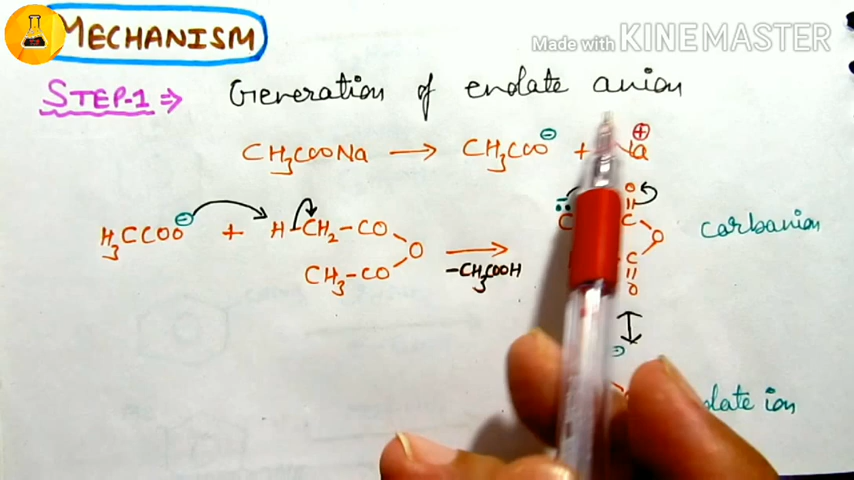 MECHANISM
Made with KINEMASTER
STEP-1 ⇒ Generation of enolate anion
CH₃COONa → CH₃COO⊖ + a⊕
H₃CCOO⊖ + H–CH₂–CO
O
CH₃–CO
–CH₃COOH
C
O
C
O
C
O
carbanion
⊖
late ion